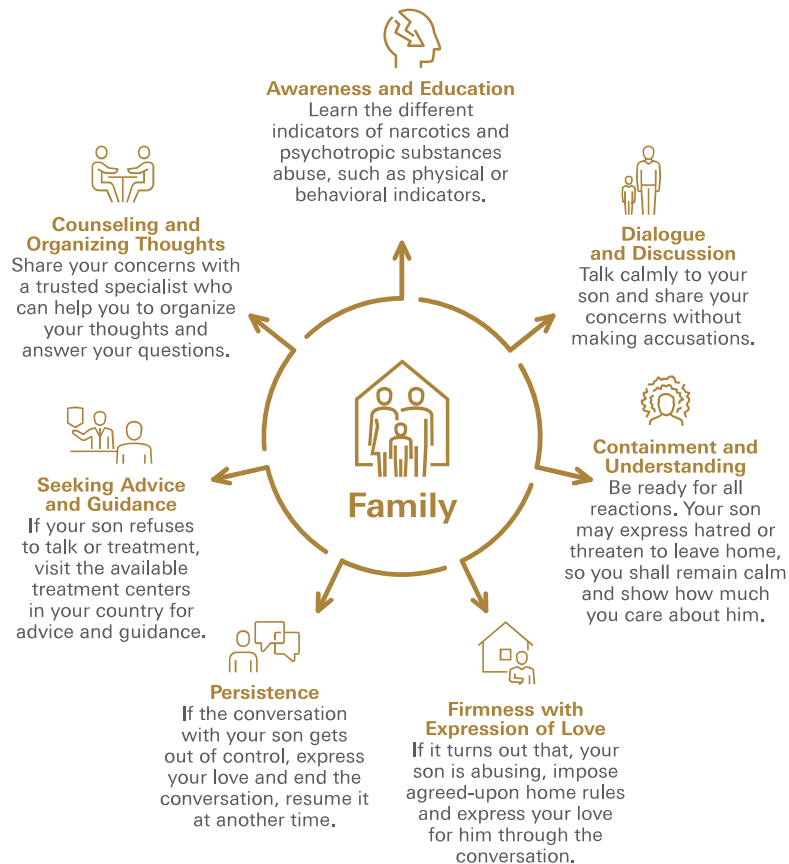 Awareness and Education
Learn the different
indicators of narcotics and
psychotropic substances
abuse, such as physical or
behavioral indicators.
Dialogue
and Discussion
Talk calmly to your
son and share your
concerns without
making accusations.
Containment and
Understanding
Be ready for all
reactions. Your son
may express hatred or
threaten to leave home,
so you shall remain calm
and show how much
you care about him.
Firmness with
Expression of Love
If it turns out that, your
son is abusing, impose
agreed-upon home rules
and express your love
for him through the
conversation.
Persistence
If the conversation
with your son gets
out of control, express
your love and end the
conversation, resume it
at another time.
Seeking Advice
and Guidance
If your son refuses
to talk or treatment,
visit the available
treatment centers
in your country for
advice and guidance.
Counseling and
Organizing Thoughts
Share your concerns with
a trusted specialist who
can help you to organize
your thoughts and
answer your questions.
Family